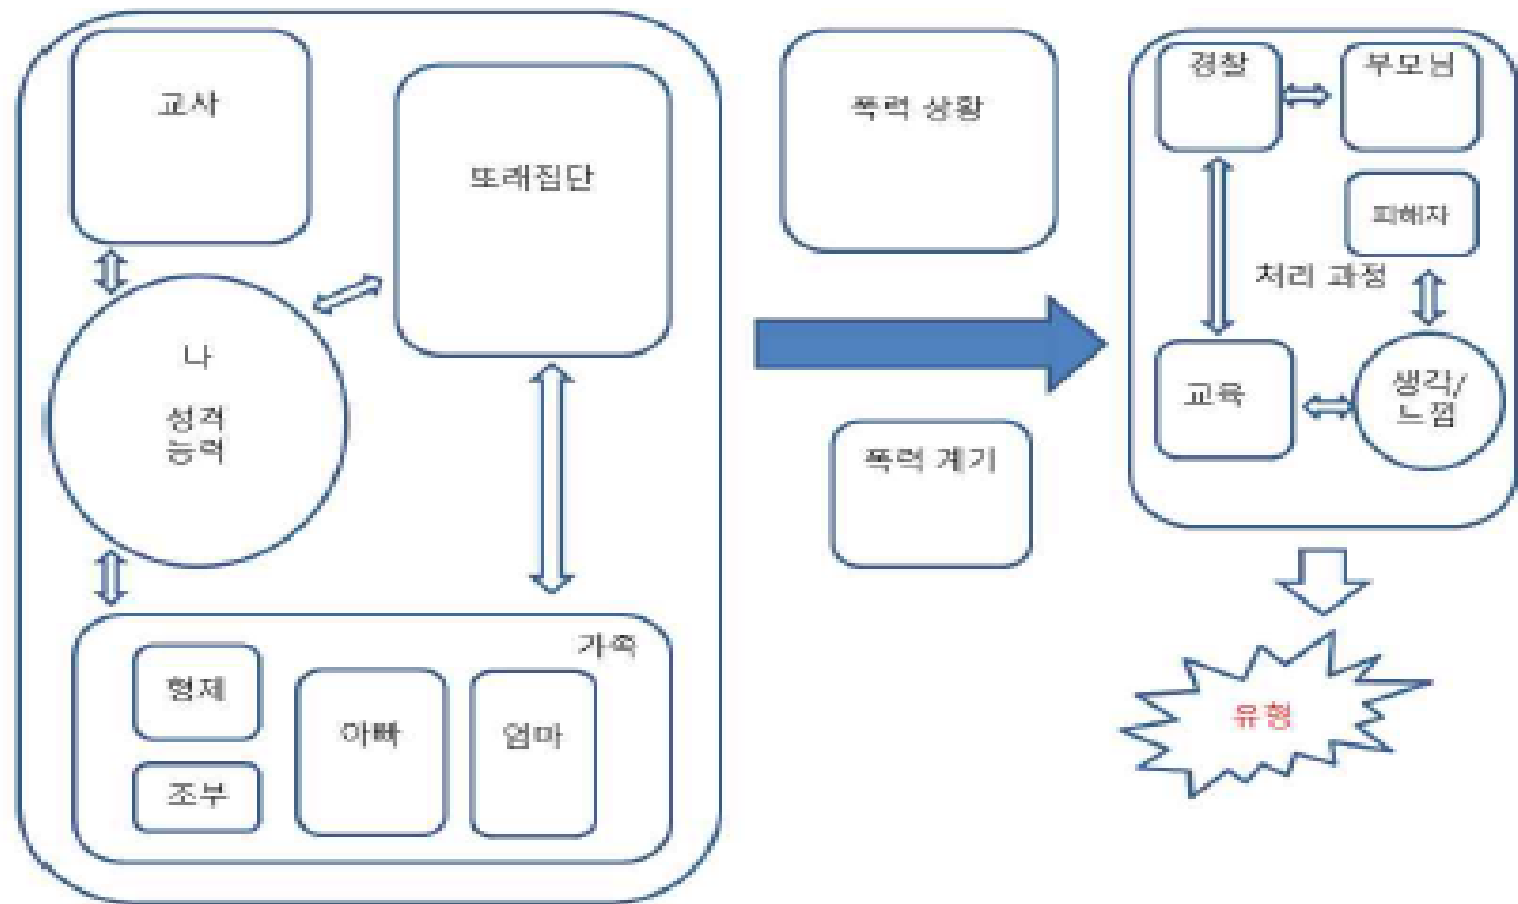 교사
또래집단
나
성격
능력
가족
형제
아빠
엄마
조부
폭력 상황
폭력 계기
경찰
부모님
피해자
처리 과정
교육
생각/
느낌
유형